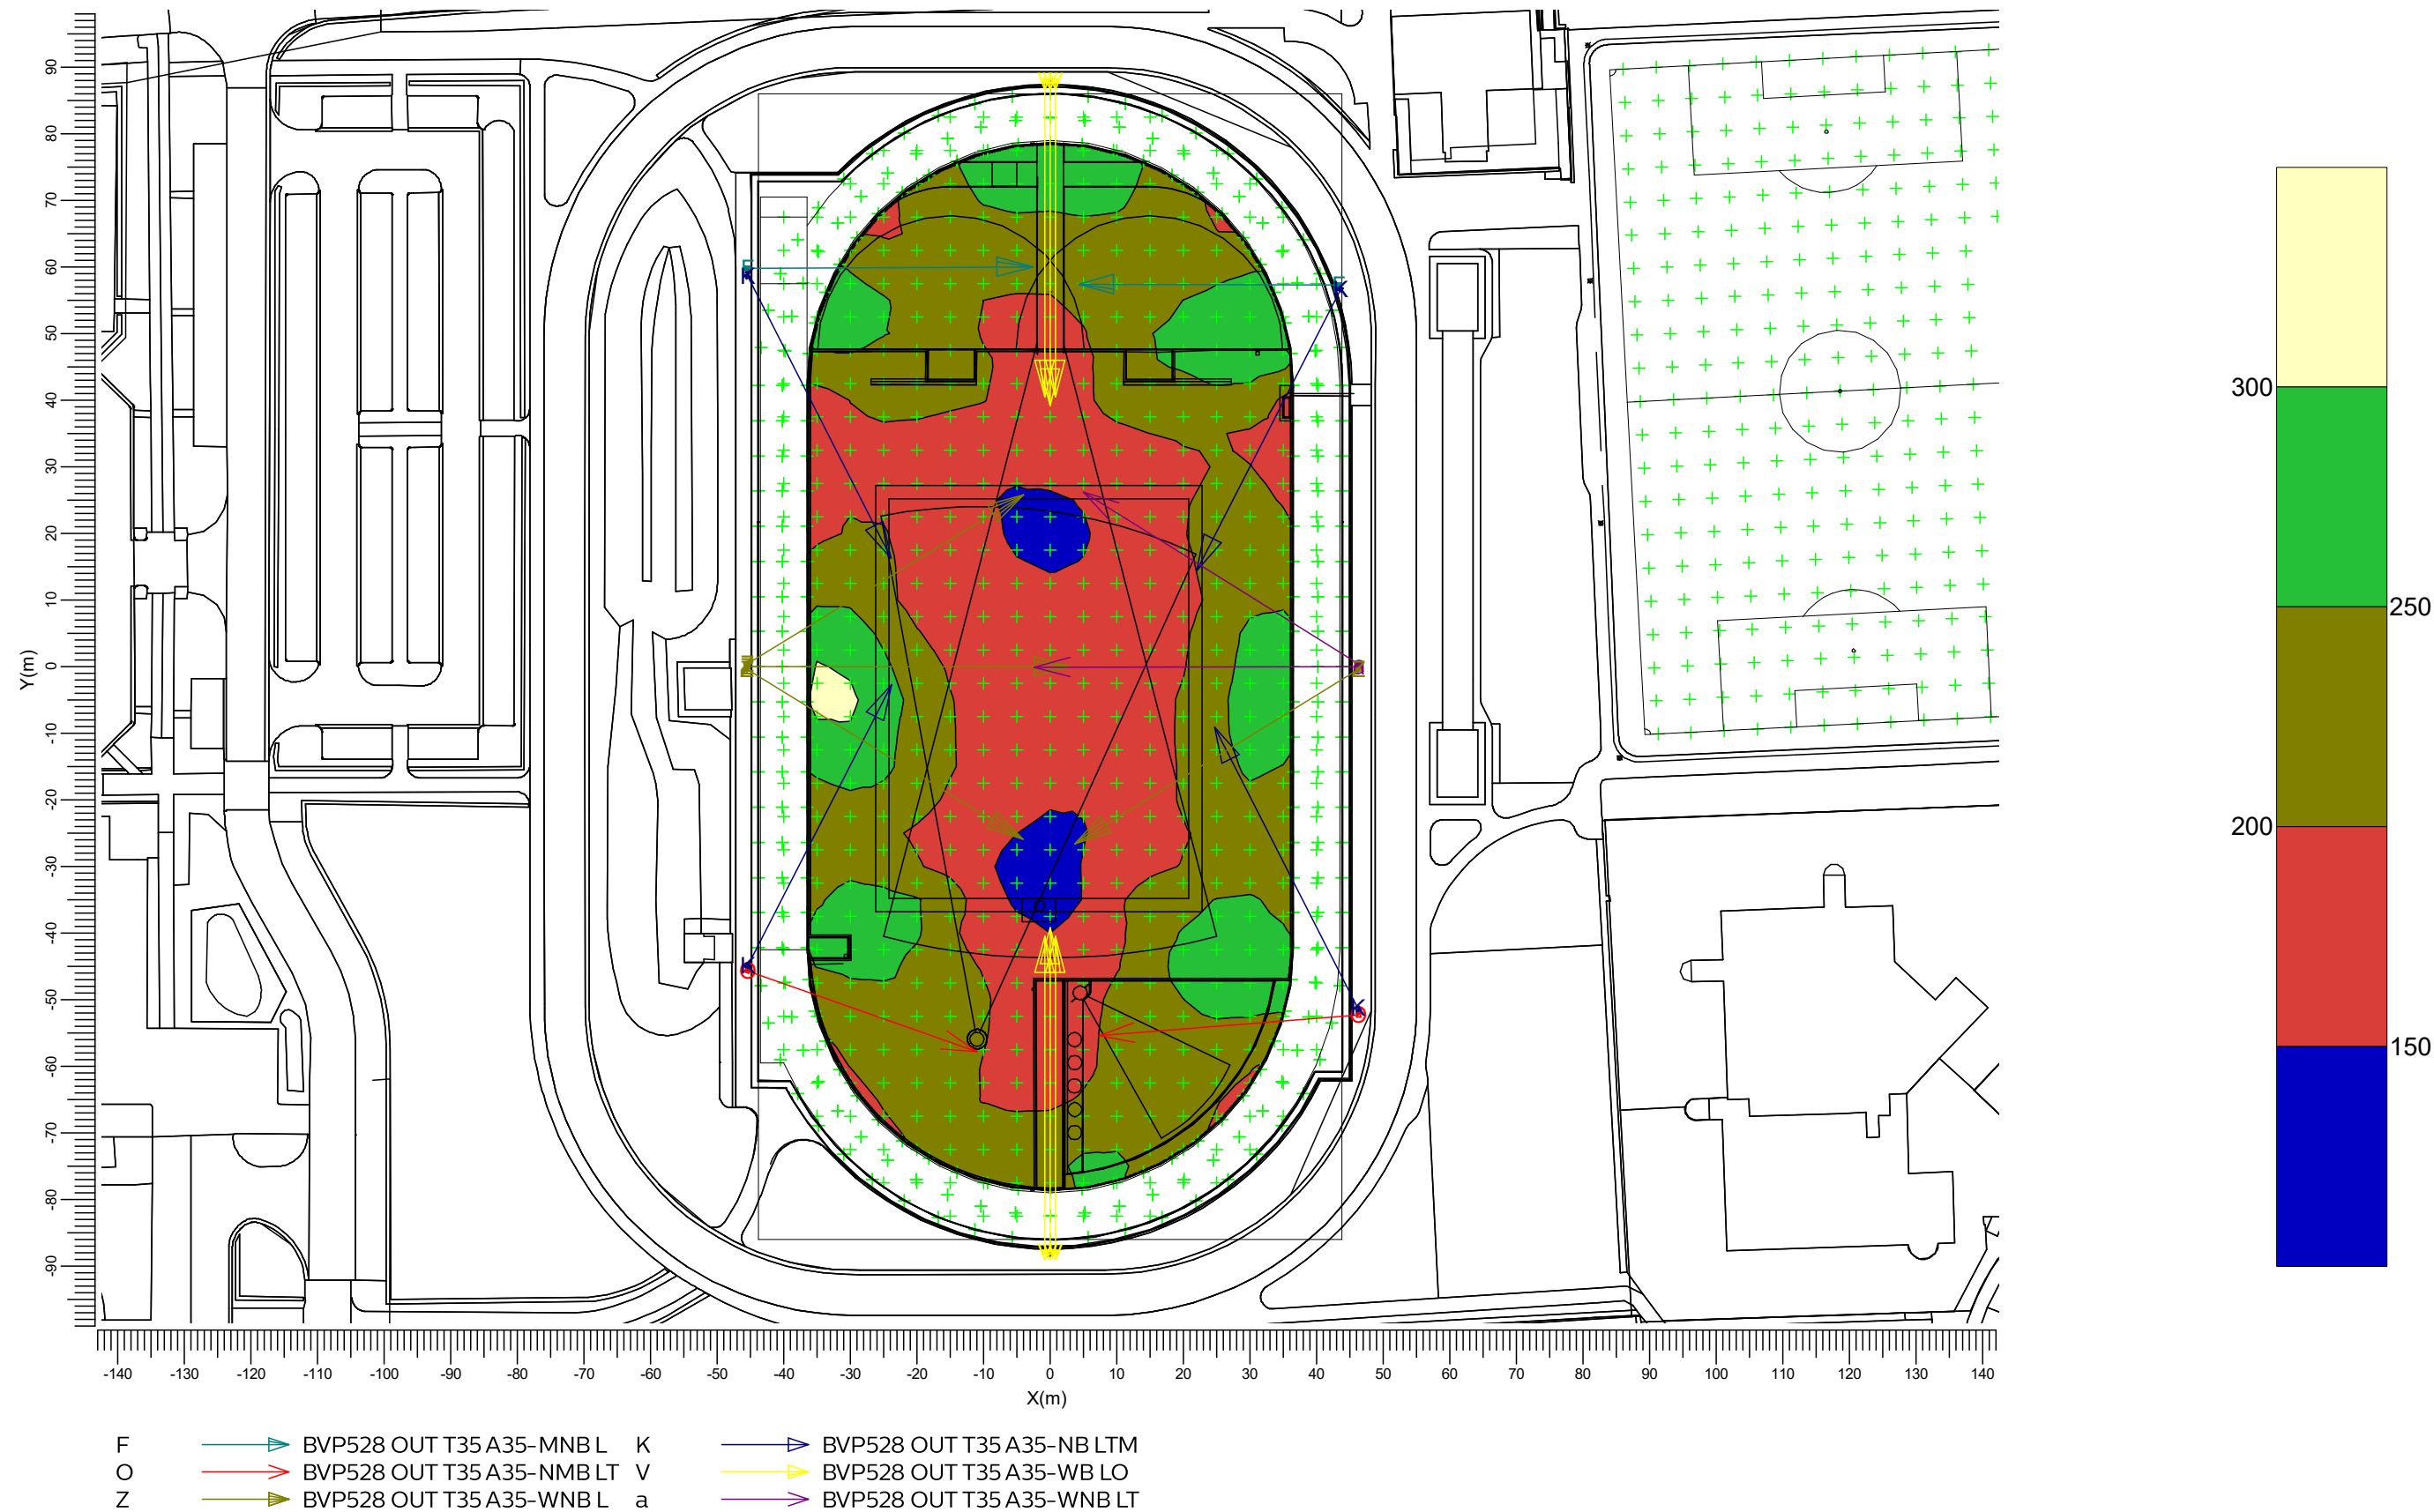 Y(m)
90
80
70
60
50
40
30
20
10
0
-10
-20
-30
-40
-50
-60
-70
-80
-90
F
K
F
K
Z
a
K
O
K
O
300
250
200
150
-140 -130 -120 -110 -100 -90 -80 -70 -60 -50 -40 -30 -20 -10 0 10 20 30 40 50 60 70 80 90 100 110 120 130 140
X(m)
F BVP528 OUT T35 A35-MNB L K BVP528 OUT T35 A35-NB LTM
O BVP528 OUT T35 A35-NMB LT V BVP528 OUT T35 A35-WB LO
Z BVP528 OUT T35 A35-WNB L a BVP528 OUT T35 A35-WNB LT